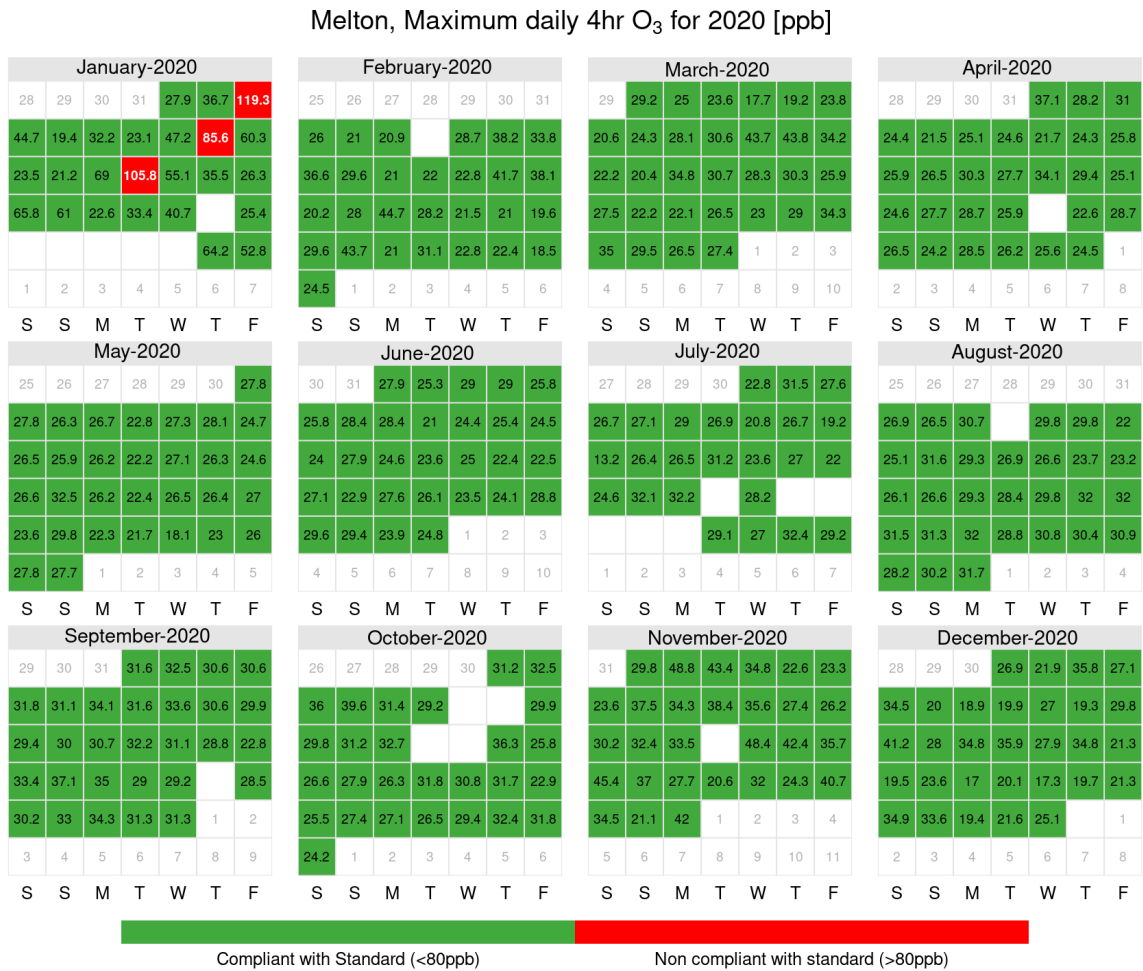 Melton, Maximum daily 4hr O₃ for 2020 [ppb]
January-2020 February-2020 March-2020 April-2020
28 29 30 31 27.9 36.7 119.3 25 26 27 28 29 30 31 29 29.2 25 23.6 17.7 19.2 23.8 28 29 30 31 37.1 28.2 31
44.7 19.4 32.2 23.1 47.2 85.6 60.3 26 21 20.9 28.7 38.2 33.8 20.6 24.3 28.1 30.6 43.7 43.8 34.2 24.4 21.5 25.1 24.6 21.7 24.3 25.8
23.5 21.2 69 105.8 55.1 35.5 26.3 36.6 29.6 21 22 22.8 41.7 38.1 22.2 20.4 34.8 30.7 28.3 30.3 25.9 25.9 26.5 30.3 27.7 34.1 29.4 25.1
65.8 61 22.6 33.4 40.7 25.4 20.2 28 44.7 28.2 21.5 21 19.6 27.5 22.2 22.1 26.5 23 29 34.3 24.6 27.7 28.7 25.9 22.6 28.7
64.2 52.8 29.6 43.7 21 31.1 22.8 22.4 18.5 35 29.5 26.5 27.4 1 2 3 26.5 24.2 28.5 26.2 25.6 24.5 1
1 2 3 4 5 6 7 24.5 1 2 3 4 5 6 4 5 6 7 8 9 10 2 3 4 5 6 7 8
S S M T W T F S S M T W T F S S M T W T F S S M T W T F
May-2020 June-2020 July-2020 August-2020
25 26 27 28 29 30 27.8 30 31 27.9 25.3 29 29 25.8 27 28 29 30 22.8 31.5 27.6 25 26 27 28 29 30 31
27.8 26.3 26.7 22.8 27.3 28.1 24.7 25.8 28.4 28.4 21 24.4 25.4 24.5 26.7 27.1 29 26.9 20.8 26.7 19.2 26.9 26.5 30.7 29.8 29.8 22
26.5 25.9 26.2 22.2 27.1 26.3 24.6 24 27.9 24.6 23.6 25 22.4 22.5 13.2 26.4 26.5 31.2 23.6 27 22 25.1 31.6 29.3 26.9 26.6 23.7 23.2
26.6 32.5 26.2 22.4 26.5 26.4 27 27.1 22.9 27.6 26.1 23.5 24.1 28.8 24.6 32.1 32.2 28.2 26.1 26.6 29.3 28.4 29.8 32 32
23.6 29.8 22.3 21.7 18.1 23 26 29.6 29.4 23.9 24.8 1 2 3 29.1 27 32.4 29.2 31.5 31.3 32 28.8 30.8 30.4 30.9
27.8 27.7 1 2 3 4 5 4 5 6 7 8 9 10 1 2 3 4 5 6 7 28.2 30.2 31.7 1 2 3 4
S S M T W T F S S M T W T F S S M T W T F S S M T W T F
September-2020 October-2020 November-2020 December-2020
29 30 31 31.6 32.5 30.6 30.6 26 27 28 29 30 31.2 32.5 31 29.8 48.8 43.4 34.8 22.6 23.3 28 29 30 26.9 21.9 35.8 27.1
31.8 31.1 34.1 31.6 33.6 30.6 29.9 36 39.6 31.4 29.2 29.9 23.6 37.5 34.3 38.4 35.6 27.4 26.2 34.5 20 18.9 19.9 27 19.3 29.8
29.4 30 30.7 32.2 31.1 28.8 22.8 29.8 31.2 32.7 36.3 25.8 30.2 32.4 33.5 48.4 42.4 35.7 41.2 28 34.8 35.9 27.9 34.8 21.3
33.4 37.1 35 29 29.2 28.5 26.6 27.9 26.3 31.8 30.8 31.7 22.9 45.4 37 27.7 20.6 32 24.3 40.7 19.5 23.6 17 20.1 17.3 19.7 21.3
30.2 33 34.3 31.3 31.3 1 2 25.5 27.4 27.1 26.5 29.4 32.4 31.8 34.5 21.1 42 1 2 3 4 34.9 33.6 19.4 21.6 25.1 1
3 4 5 6 7 8 9 24.2 1 2 3 4 5 6 5 6 7 8 9 10 11 2 3 4 5 6 7 8
S S M T W T F S S M T W T F S S M T W T F S S M T W T F
Compliant with Standard (<80ppb) Non compliant with standard (>80ppb)